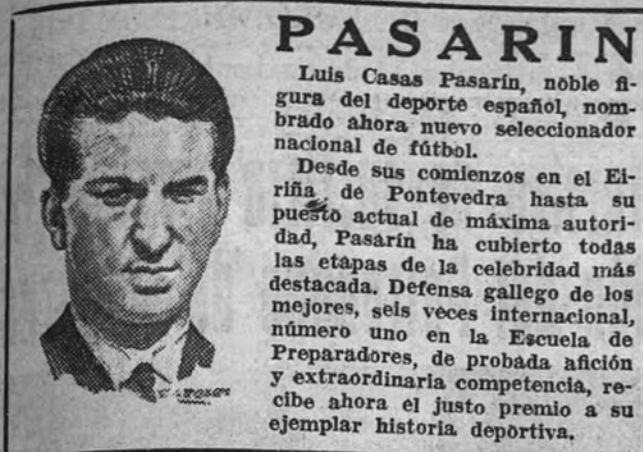 PASARIN
Luis Casas Pasarín, noble fi-
gura del deporte español, nom-
brado ahora nuevo seleccionador
nacional de fútbol.
Desde sus comienzos en el Ei-
riña de Pontevedra hasta su
puesto actual de máxima autori-
dad, Pasarín ha cubierto todas
las etapas de la celebridad más
destacada. Defensa gallego de los
mejores, seis veces internacional,
número uno en la Escuela de
Preparadores, de probada afición
y extraordinaria competencia, re-
cibe ahora el justo premio a su
ejemplar historia deportiva.